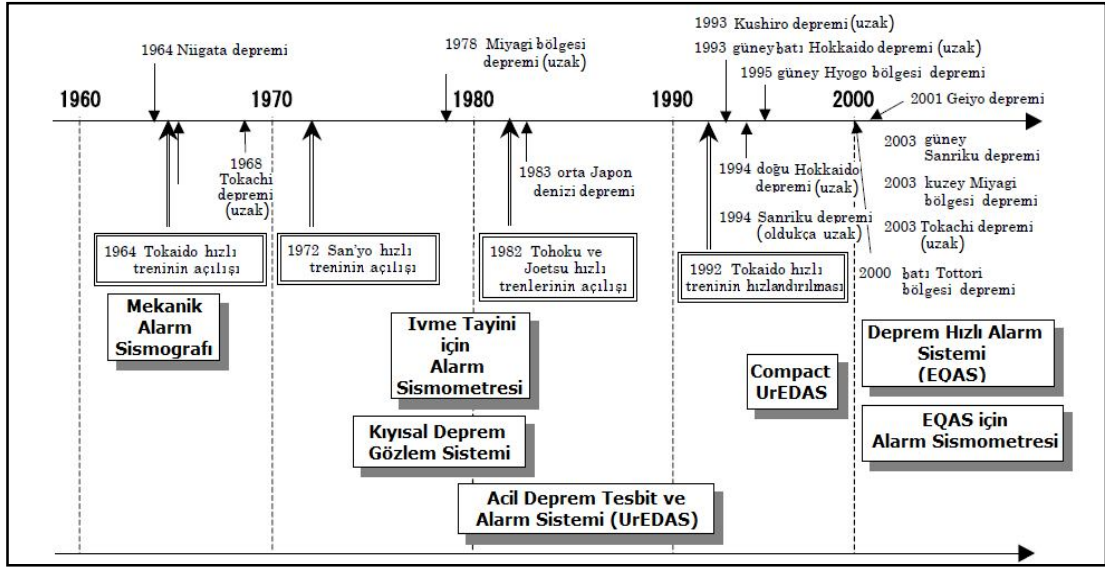 1993 Kushiro depremi (uzak)
1964 Niigata depremi
1978 Miyagi bölgesi
depremi (uzak)
1993 güney batı Hokkaido depremi (uzak)
1995 güney Hyogo bölgesi depremi
1960
1970
1980
1990
2000
2001 Geiyo depremi
1968
Tokachi
depremi
(uzak)
1983 orta Japon
denizi depremi
1994 doğu Hokkaido
depremi (uzak)
1994 Sanriku depremi
(oldukça uzak)
2003 güney
Sanriku depremi
2003 kuzey Miyagi
bölgesi depremi
2003 Tokachi depremi
(uzak)
2000 batı Tottori
bölgesi depremi
1964 Tokaido hızlı
treninin açılışı
1972 San'yo hızlı
treninin açılışı
1982 Tohoku ve
Joetsu hızlı
trenlerinin açılışı
1992 Tokaido hızlı
treninin hızlandırılması
Mekanik
Alarm
Sismografı
Ivme Tayini
için
Alarm
Sismometresi
Kıyısal Deprem
Gözlem Sistemi
Acil Deprem Tesbit ve
Alarm Sistemi (UrEDAS)
Compact
UrEDAS
Deprem Hızlı Alarm
Sistemi
(EQAS)
EQAS için
Alarm Sismometresi